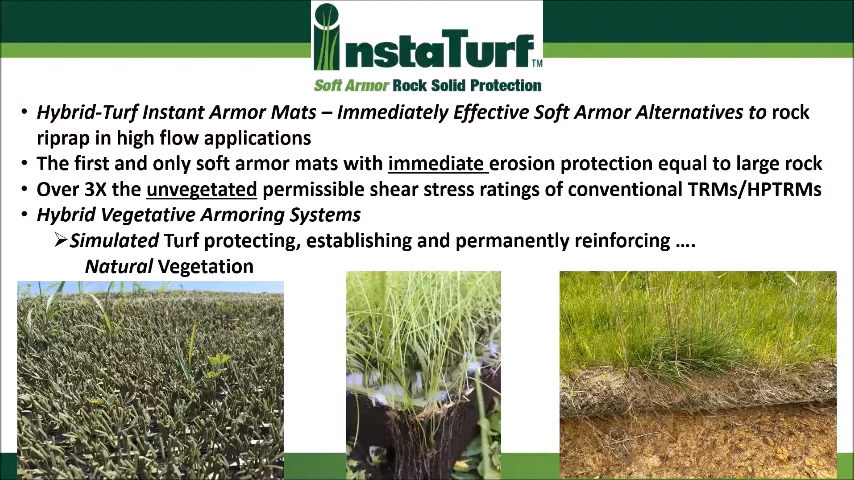 InstaTurf TM
Soft Armor Rock Solid Protection
• Hybrid-Turf Instant Armor Mats – Immediately Effective Soft Armor Alternatives to rock
riprap in high flow applications
• The first and only soft armor mats with immediate erosion protection equal to large rock
• Over 3X the unvegetated permissible shear stress ratings of conventional TRMs/HPTRMs
• Hybrid Vegetative Armoring Systems
➢Simulated Turf protecting, establishing and permanently reinforcing ….
Natural Vegetation